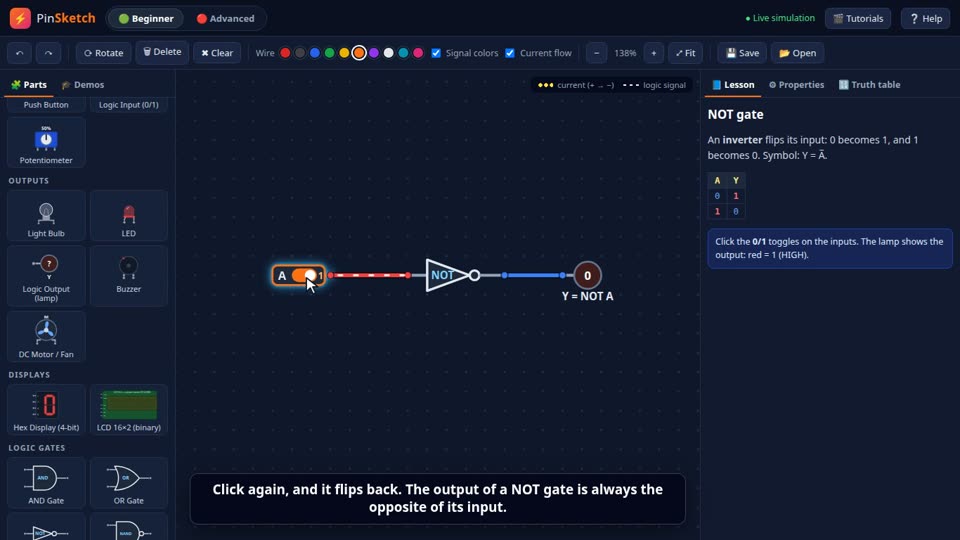 PinSketch
Beginner
Advanced
Live simulation
Tutorials
? Help
Rotate
Delete
Clear
Wire
Signal colors
Current flow
− 138% +
Fit
Save
Open
Parts
Demos
Push Button
Logic Input (0/1)
50%
Potentiometer
OUTPUTS
Light Bulb
LED
?
Y
Logic Output
(lamp)
Buzzer
M
DC Motor / Fan
DISPLAYS
Hex Display (4-bit)
LCD 16×2 (binary)
LOGIC GATES
AND
AND Gate
OR
OR Gate
NOT
NAND
current (+ → −)
logic signal
A 1
NOT
0
Y = NOT A
Click again, and it flips back. The output of a NOT gate is always the
opposite of its input.
Lesson
Properties
Truth table
NOT gate
An inverter flips its input: 0 becomes 1, and 1
becomes 0. Symbol: Y = A̅.
A Y
0 1
1 0
Click the 0/1 toggles on the inputs. The lamp shows the
output: red = 1 (HIGH).